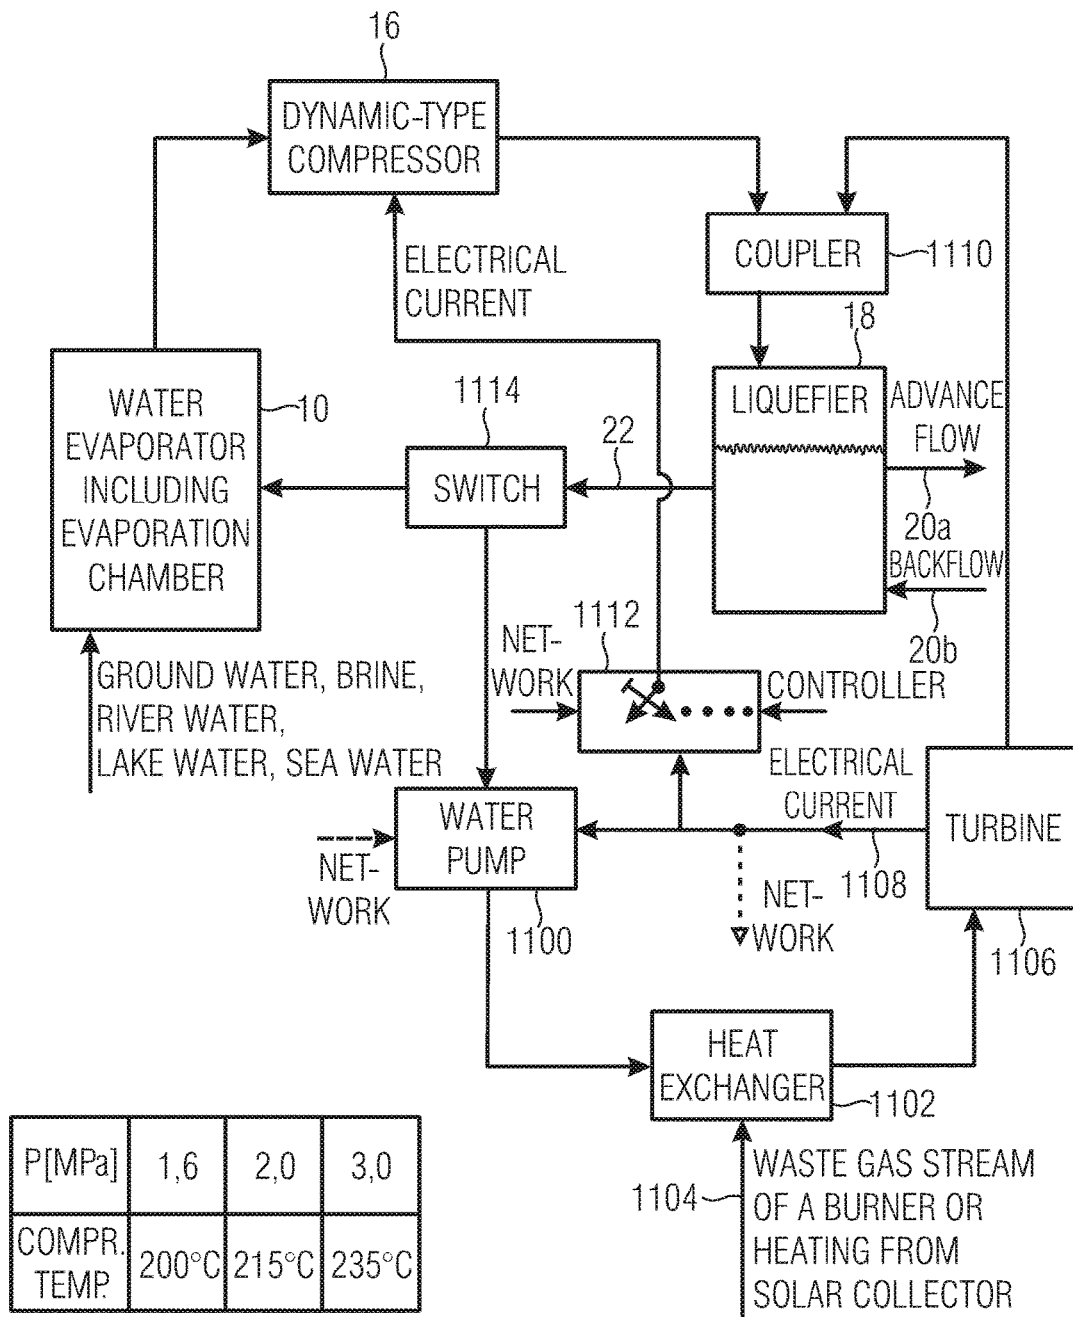 16
DYNAMIC-TYPE
COMPRESSOR
COUPLER
1110
ELECTRICAL
CURRENT
18
LIQUEFIER
ADVANCE
FLOW
20a
BACKFLOW
20b
WATER
EVAPORATOR
INCLUDING
EVAPORATION
CHAMBER
10
1114
SWITCH
22
GROUND WATER, BRINE,
RIVER WATER,
LAKE WATER, SEA WATER
NET-
WORK
1112
CONTROLLER
ELECTRICAL
CURRENT
TURBINE
1108
1106
WATER
PUMP
1100
NET-
WORK
NET-
WORK
HEAT
EXCHANGER
1102
1104
WASTE GAS STREAM
OF A BURNER OR
HEATING FROM
SOLAR COLLECTOR
P[MPa] 1,6 2,0 3,0
COMPR.
TEMP. 200°C 215°C 235°C